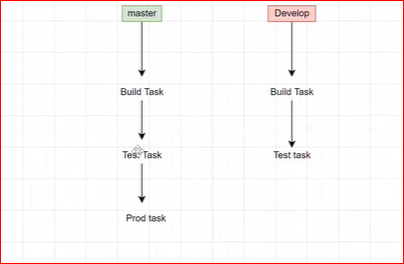 master
Build Task
Test Task
Prod task
Develop
Build Task
Test task